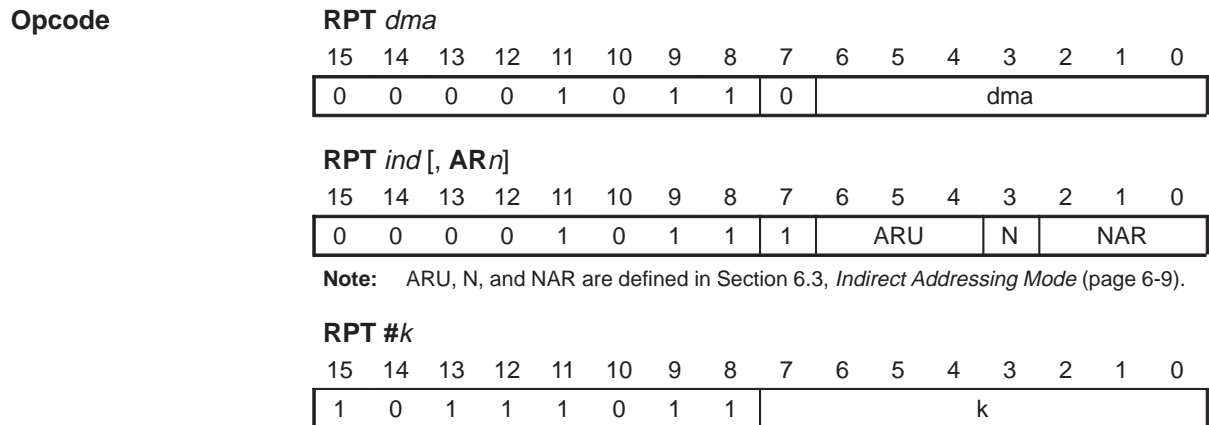 Opcode RPT dma
15 14 13 12 11 10 9 8 7 6 5 4 3 2 1 0
0 0 0 0 1 0 1 1 0 dma
RPT ind [, ARn]
15 14 13 12 11 10 9 8 7 6 5 4 3 2 1 0
0 0 0 0 1 0 1 1 1 ARU N NAR
Note: ARU, N, and NAR are defined in Section 6.3, Indirect Addressing Mode (page 6-9).
RPT #k
15 14 13 12 11 10 9 8 7 6 5 4 3 2 1 0
1 0 1 1 1 0 1 1 k